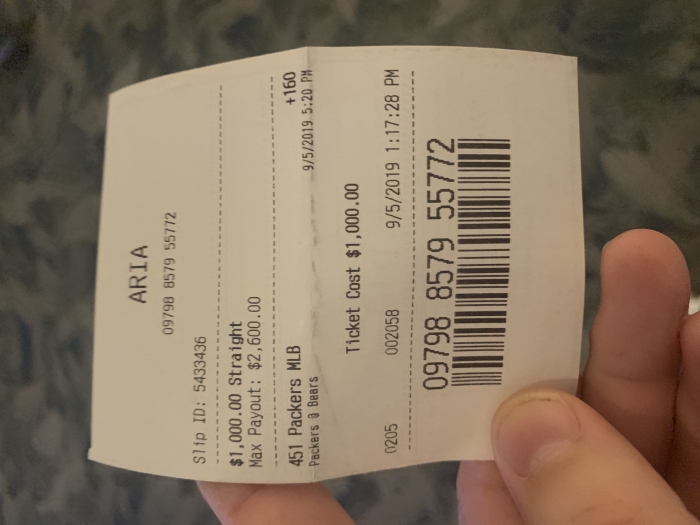 ARIA
09798 8579 55772
Slip ID: 5433436
$1,000.00 Straight
Max Payout: $2,600.00
451 Packers MLB +160
Packers @ Bears 9/5/2019 5:20 PM
Ticket Cost $1,000.00
0205 002058 9/5/2019 1:17:28 PM
09798 8579 55772